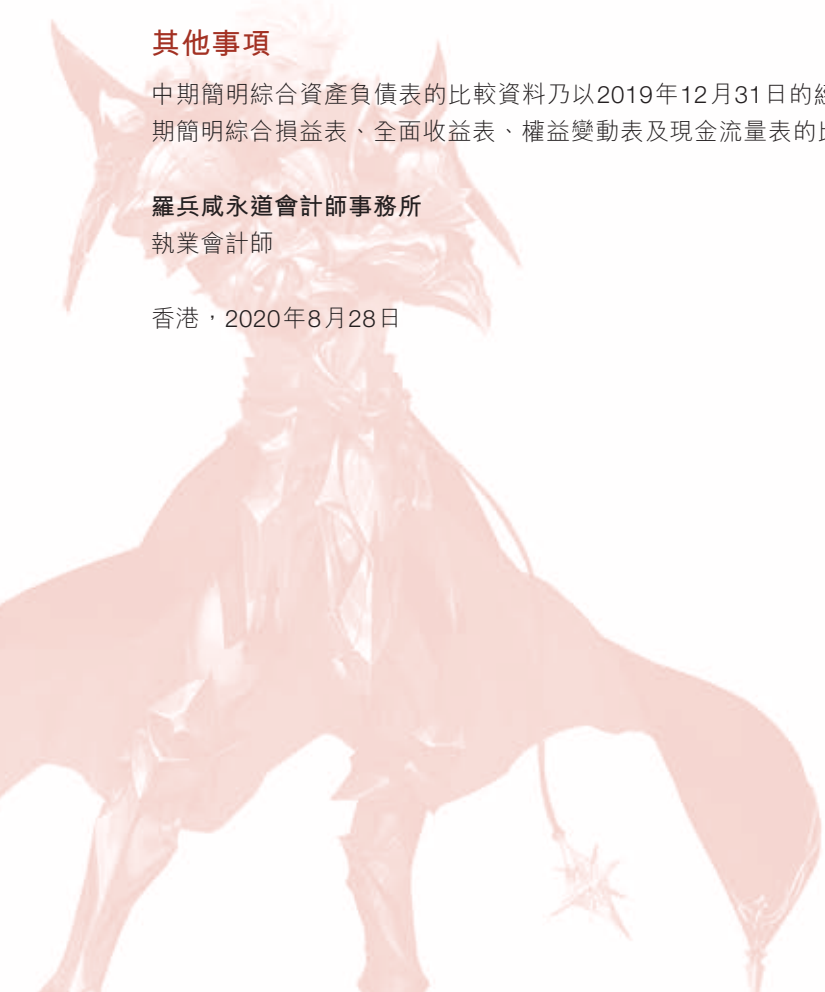 其他事項
中期簡明綜合資產負債表的比較資料乃以2019年12月31日的
期簡明綜合損益表、全面收益表、權益變動表及現金流量表的
羅兵咸永道會計師事務所
執業會計師
香港，2020年8月28日